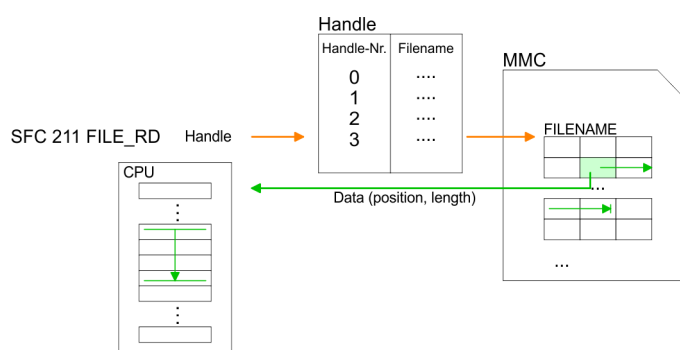 Handle
Handle-Nr. Filename
0 ....
1 ....
2 ....
3 ....
MMC
SFC 211 FILE_RD Handle
FILENAME
CPU
...
Data (position, length)
...